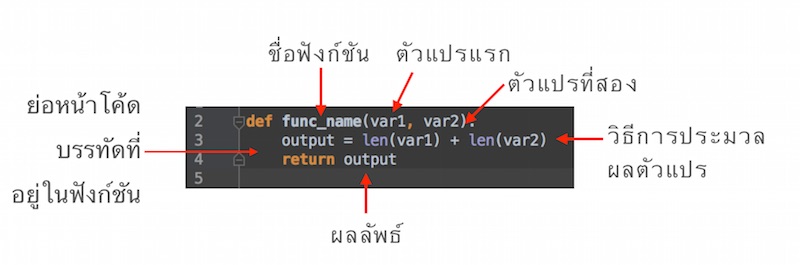 ชื่อฟังก์ชัน ตัวแปรแรก
ตัวแปรที่สอง
ย่อหน้าโค้ด
บรรทัดที่
อยู่ในฟังก์ชัน
2 def func_name(var1, var2):
3 output = len(var1) + len(var2)
4 return output
5
วิธีการประมวล
ผลตัวแปร
ผลลัพธ์